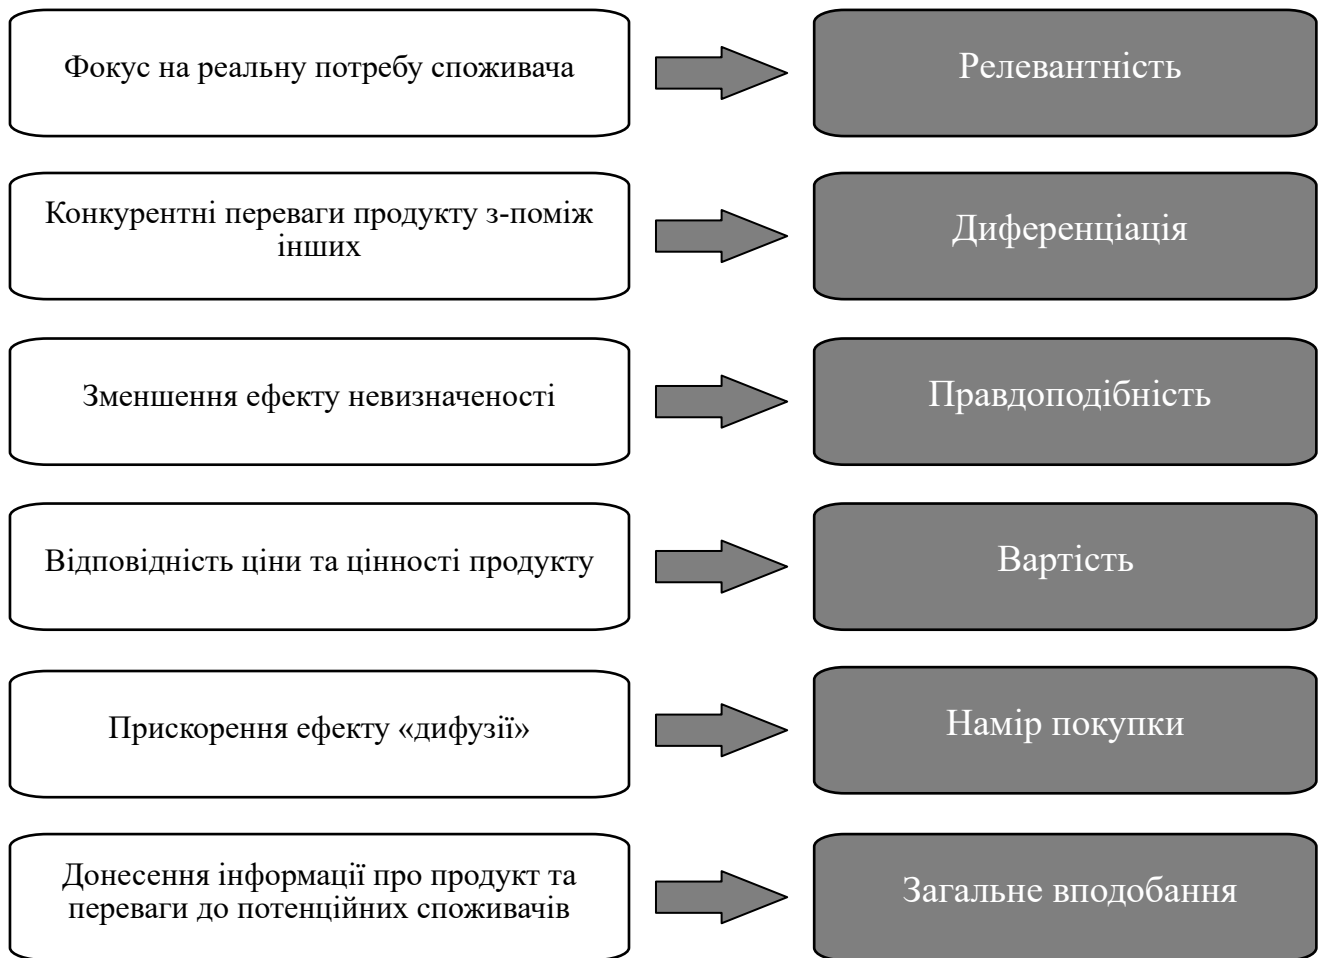 Фокус на реальну потребу споживача
Релевантність
Конкурентні переваги продукту з-поміж
інших
Диференціація
Зменшення ефекту невизначеності
Правдоподібність
Відповідність ціни та цінності продукту
Вартість
Прискорення ефекту «дифузії»
Намір покупки
Донесення інформації про продукт та
переваги до потенційних споживачів
Загальне вподобання